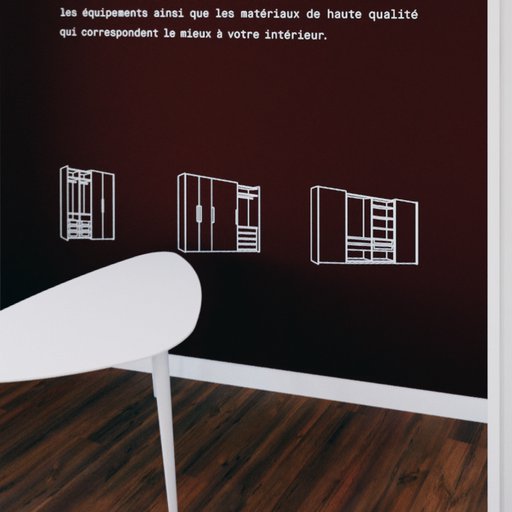 les équipements ainsi que les matériaux de haute qualité
qui correspondent le mieux à votre intérieur.